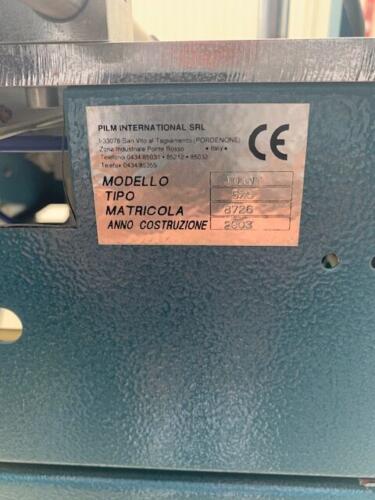 PILM INTERNATIONAL SRL
I-33078 San Vito al Tagliamento (PORDENONE)
Zona Industriale Ponte Rosso • Italy •
Telefono 0434/85031 • 85212 • 85032
Telefax 0434/85355
CE
MODELLO
TIPO
MATRICOLA 8726
ANNO COSTRUZIONE 2003